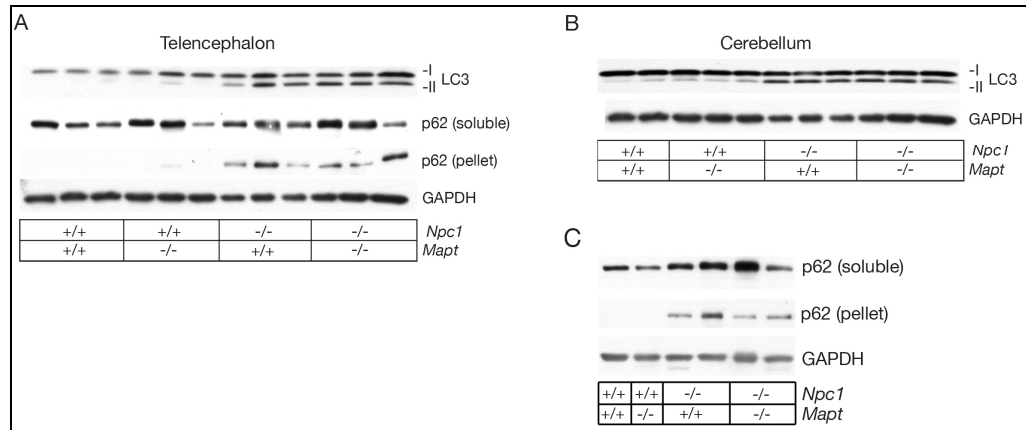 A
Telencephalon
-I
-II
LC3
p62 (soluble)
p62 (pellet)
GAPDH
+/+ +/+ -/- -/- Npc1
+/+ -/- +/+ -/- Mapt
B
Cerebellum
-I
-II
LC3
GAPDH
+/+ +/+ -/- -/- Npc1
+/+ -/- +/+ -/- Mapt
C
p62 (soluble)
p62 (pellet)
GAPDH
+/+ +/+ -/- -/- Npc1
+/+ -/- +/+ -/- Mapt